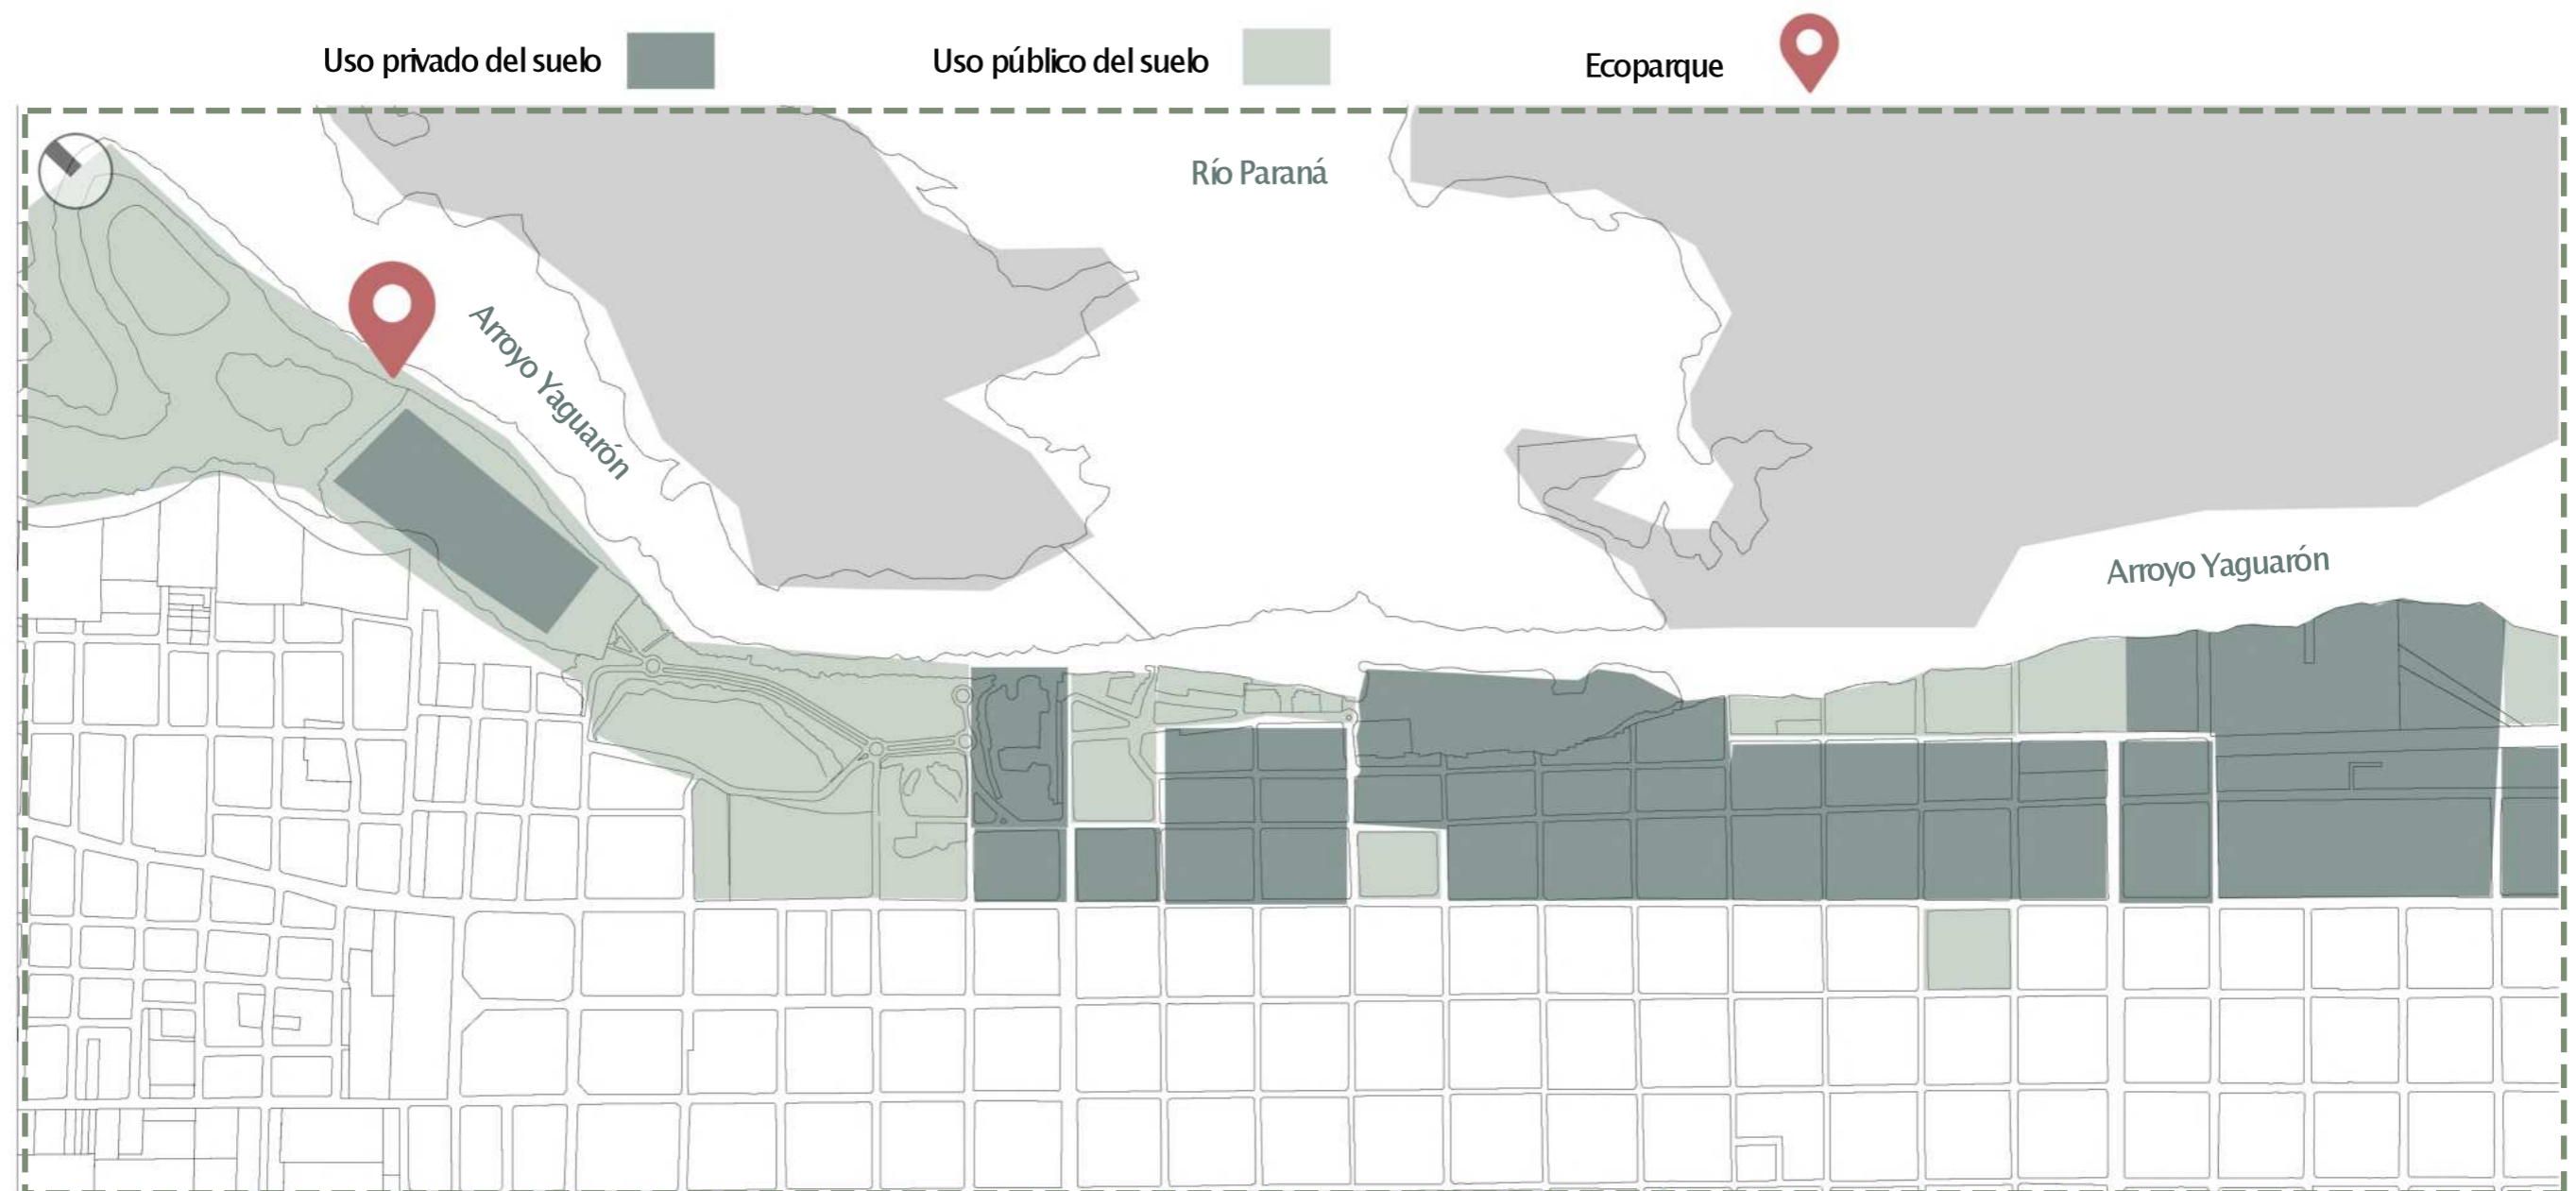 Uso privado del suelo
Uso público del suelo
Ecoparque
Río Paraná
Arroyo Yaguarón
Arroyo Yaguarón